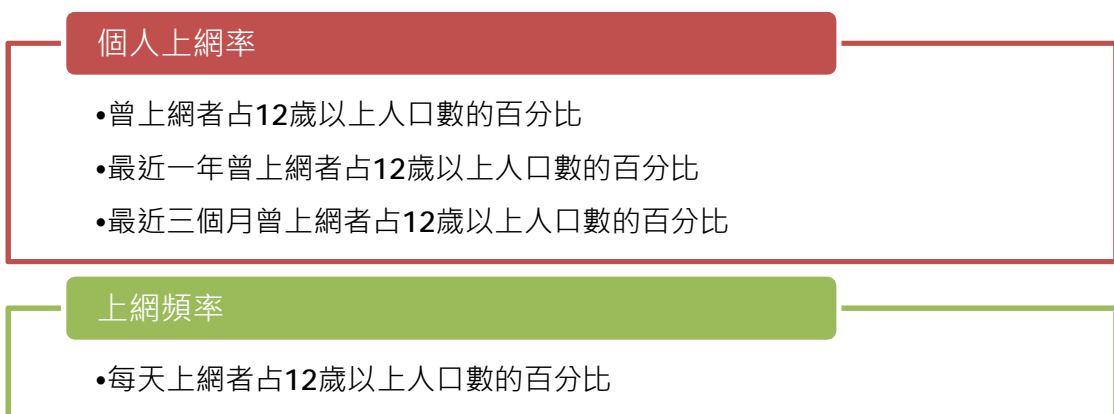 個人上網率
•曾上網者占12歲以上人口數的百分比
•最近一年曾上網者占12歲以上人口數的百分比
•最近三個月曾上網者占12歲以上人口數的百分比
上網頻率
•每天上網者占12歲以上人口數的百分比